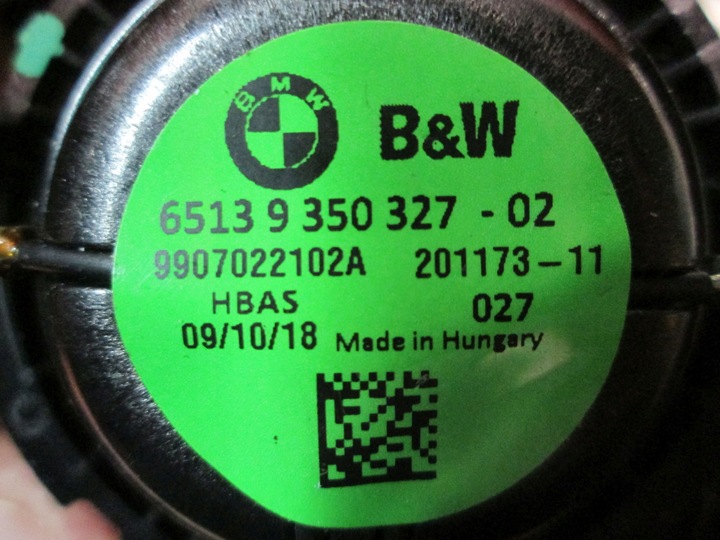 BMW
B&W
6513 9 350 327 - 02
9907022102A 201173-11
HBAS 027
09/10/18 Made in Hungary